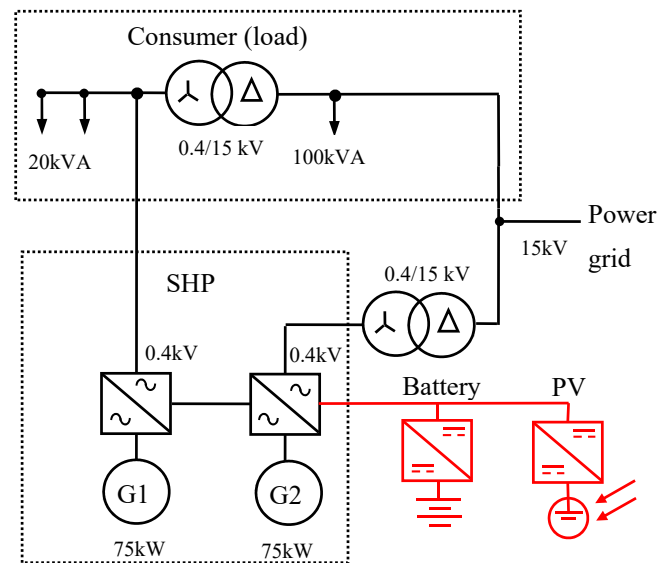 Consumer (load)
0.4/15 kV
20kVA
100kVA
Power
grid
15kV
SHP
0.4/15 kV
0.4kV
0.4kV
Battery
PV
G1
G2
75kW
75kW